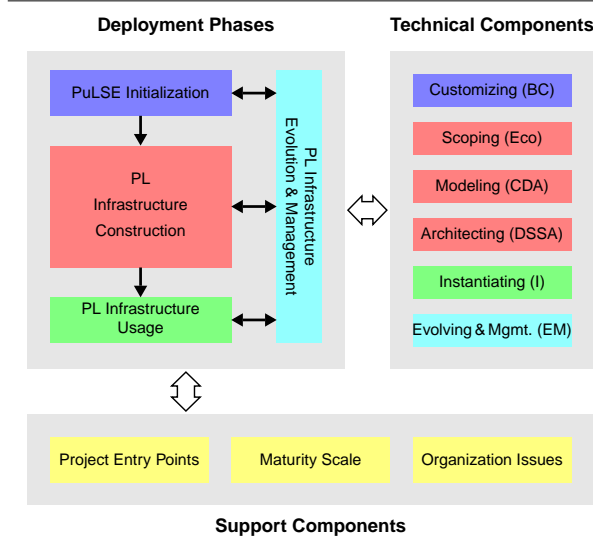 Deployment Phases
Technical Components
PuLSE Initialization
PL
Infrastructure
Construction
PL Infrastructure
Usage
PL Infrastructure
Evolution & Management
Customizing (BC)
Scoping (Eco)
Modeling (CDA)
Architecting (DSSA)
Instantiating (I)
Evolving & Mgmt. (EM)
Project Entry Points
Maturity Scale
Organization Issues
Support Components